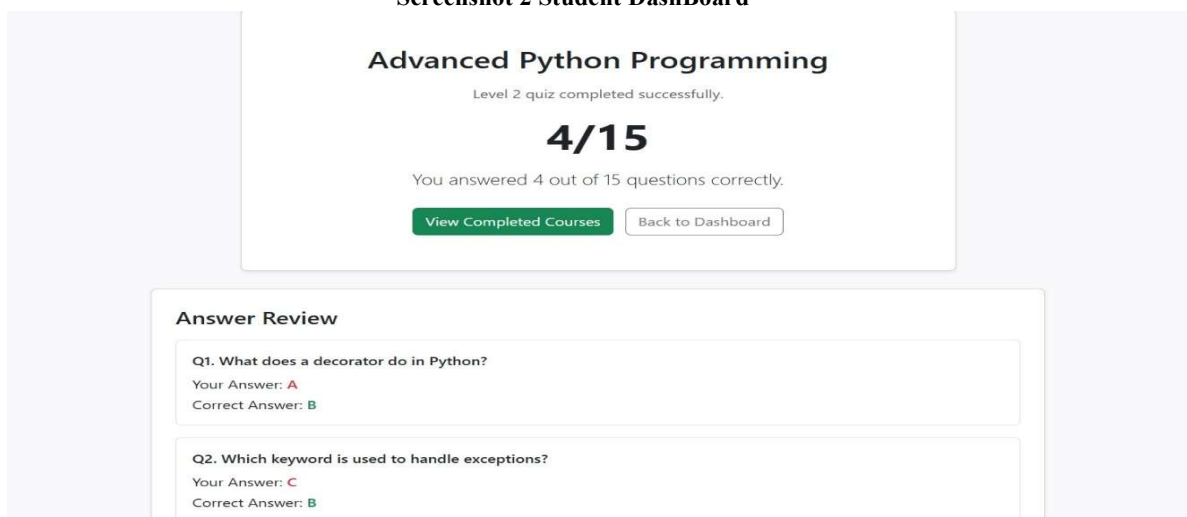 Screenshot 2 Student DashBoard
Advanced Python Programming
Level 2 quiz completed successfully.
4/15
You answered 4 out of 15 questions correctly.
View Completed Courses Back to Dashboard
Answer Review
Q1. What does a decorator do in Python?
Your Answer: A
Correct Answer: B
Q2. Which keyword is used to handle exceptions?
Your Answer: C
Correct Answer: B